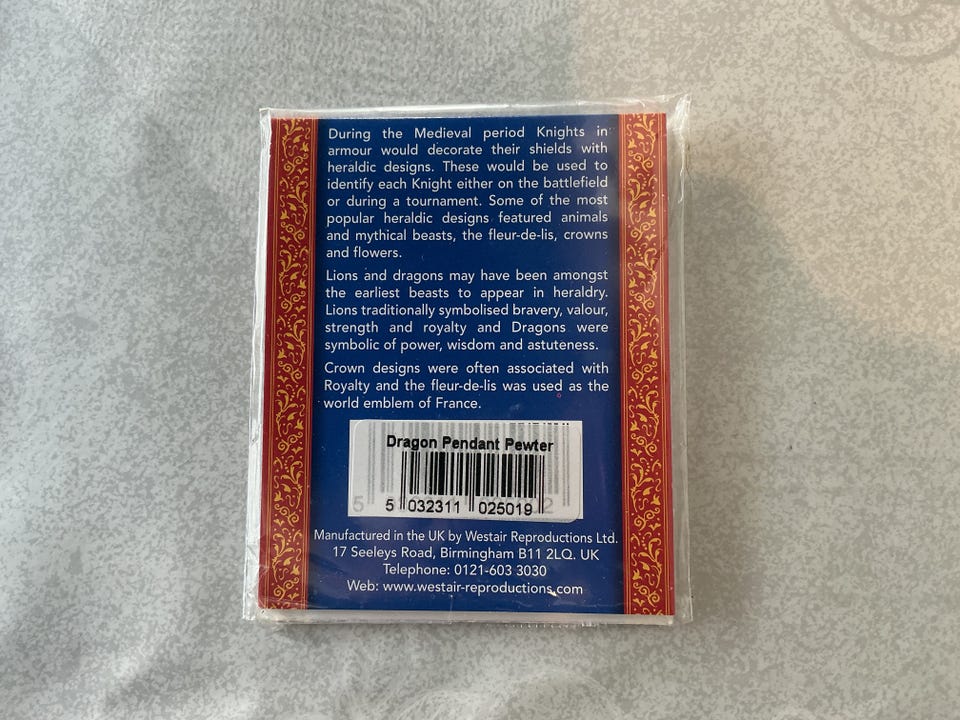 During the Medieval period Knights in
armour would decorate their shields with
heraldic designs. These would be used to
identify each Knight either on the battlefield
or during a tournament. Some of the most
popular heraldic designs featured animals
and mythical beasts, the fleur-de-lis, crowns
and flowers.
Lions and dragons may have been amongst
the earliest beasts to appear in heraldry.
Lions traditionally symbolised bravery, valour,
strength and royalty and Dragons were
symbolic of power, wisdom and astuteness.
Crown designs were often associated with
Royalty and the fleur-de-lis was used as the
world emblem of France.
Dragon Pendant Pewter
5 032311 025019
Manufactured in the UK by Westair Reproductions Ltd.
17 Seeleys Road, Birmingham B11 2LQ. UK
Telephone: 0121-603 3030
Web: www.westair-reproductions.com